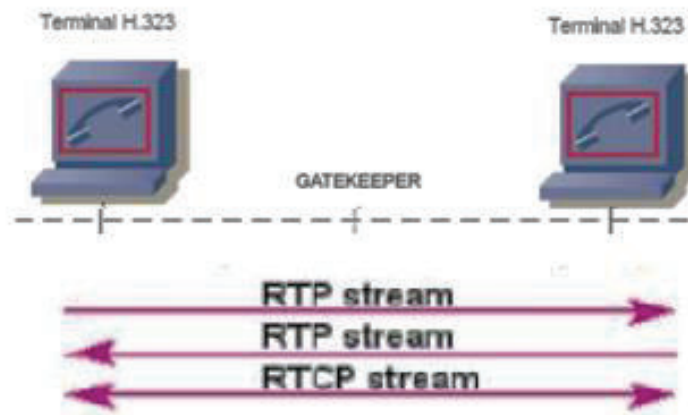 Terminal H.323
Terminal H.323
GATEKEEPER
RTP stream
RTP stream
RTCP stream